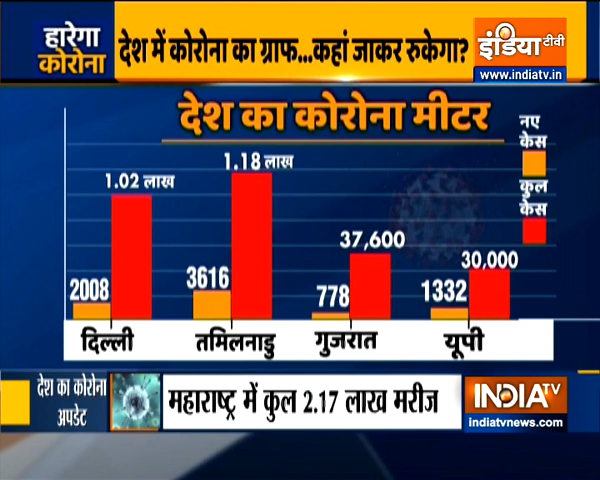 हारेगा
कोरोना
देश में कोरोना का ग्राफ...कहां जाकर रुकेगा?
इंडिया टीवी
www.indiatv.in
देश का कोरोना मीटर
नए
केस
कुल
केस
1.02 लाख
1.18 लाख
37,600
30,000
2008
3616
778
1332
दिल्ली
तमिलनाडु
गुजरात
यूपी
देश का कोरोना
अपडेट
महाराष्ट्र में कुल 2.17 लाख मरीज
INDIA TV
indiatvnews.com